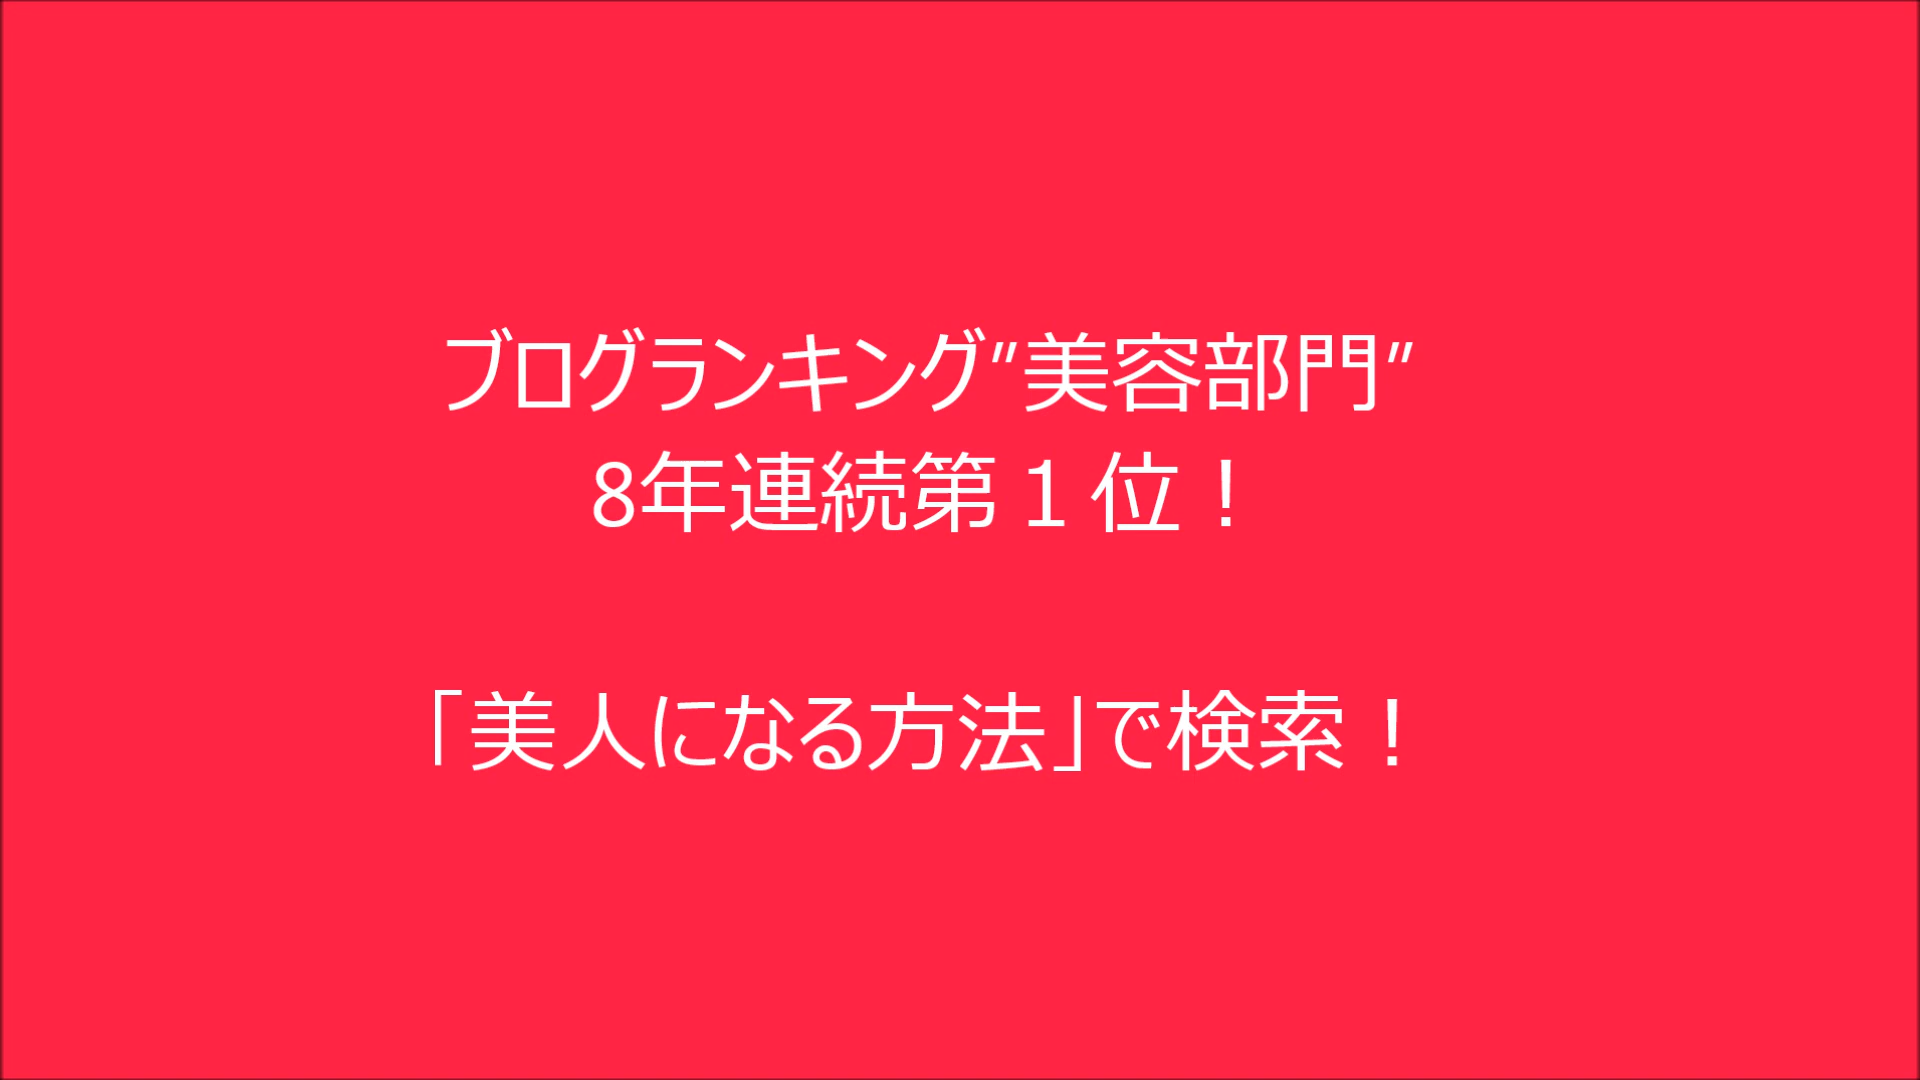 ブログランキング”美容部門”
8年連続第１位！
「美人になる方法」で検索！